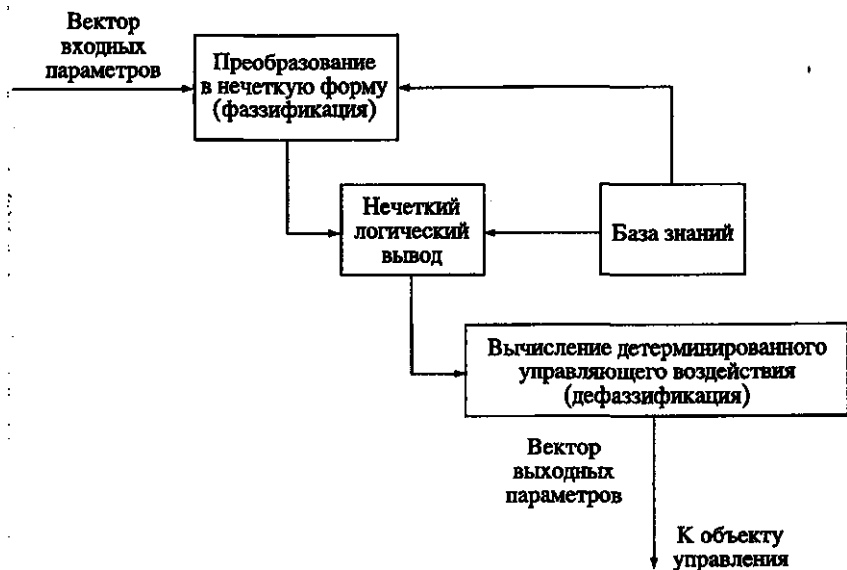 Вектор
входных
параметров
Преобразование
в нечеткую форму
(фаззификация)
Нечеткий
логический
вывод
База знаний
Вычисление детерминированного
управляющего воздействия
(дефаззификация)
Вектор
выходных
параметров
К объекту
управления